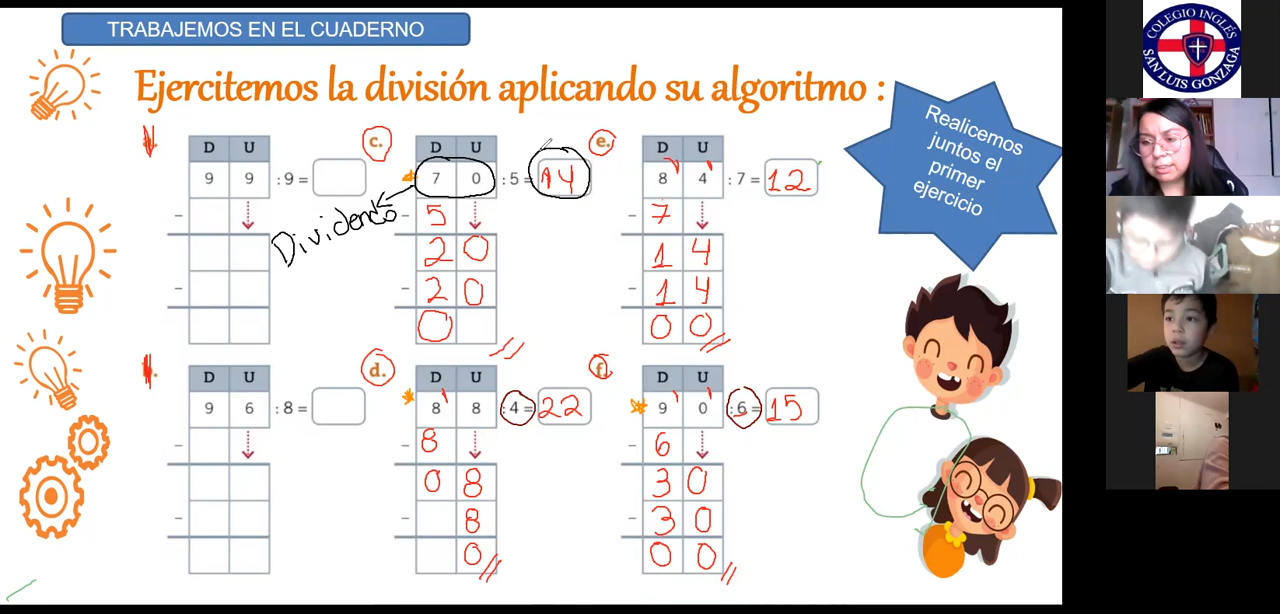 TRABAJEMOS EN EL CUADERNO
Ejercitemos la división aplicando su algoritmo :
Realicemos
juntos el
primer
ejercicio
D U
9 9 : 9 =
-
-
c.
D U
7 0 : 5 = 14
Dividendo
- 5
2 0
- 2 0
0
e.
D U
8 4 : 7 = 12
- 7
1 4
- 1 4
0 0
D U
9 6 : 8 =
-
-
d.
D U
8 8 : 4 = 22
- 8
0 8
- 8
0
f.
D U
9 0 : 6 = 15
- 6
3 0
- 3 0
0 0
COLEGIO INGLÉS
SAN LUIS GONZAGA